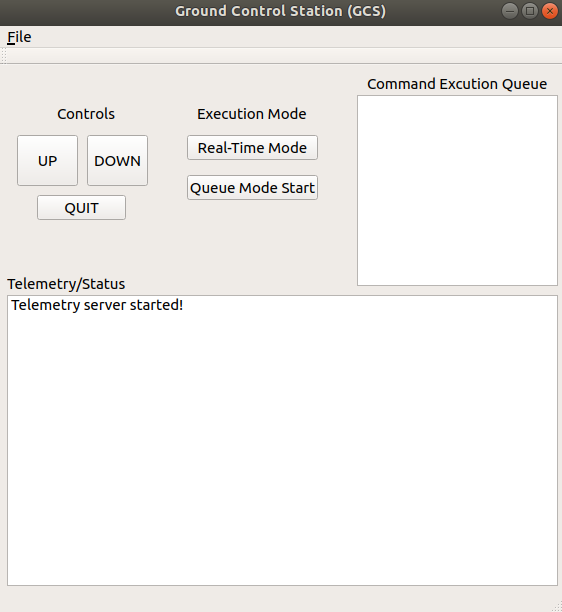 Ground Control Station (GCS)
File
Command Excution Queue
Controls
Execution Mode
UP
DOWN
Real-Time Mode
QUIT
Queue Mode Start
Telemetry/Status
Telemetry server started!